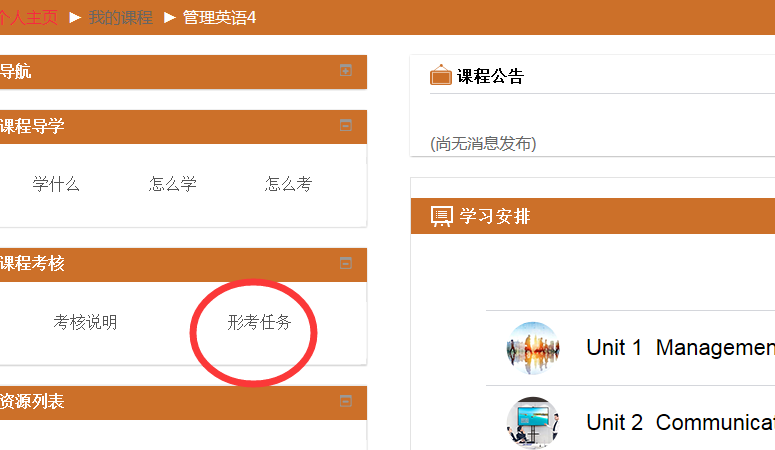 个人主页 ▶ 我的课程 ▶ 管理英语4
导航
课程导学
学什么 怎么学 怎么考
课程考核
考核说明 形考任务
资源列表
课程公告
(尚无消息发布)
学习安排
Unit 1 Managemen
Unit 2 Communica